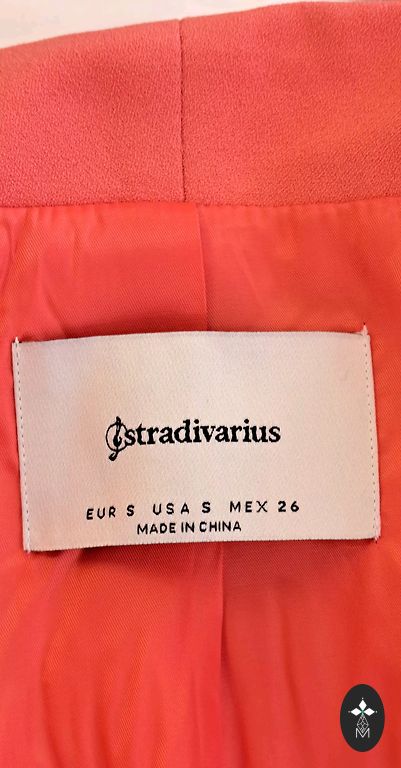 stradivarius
EUR S USA S MEX 26
MADE IN CHINA
M